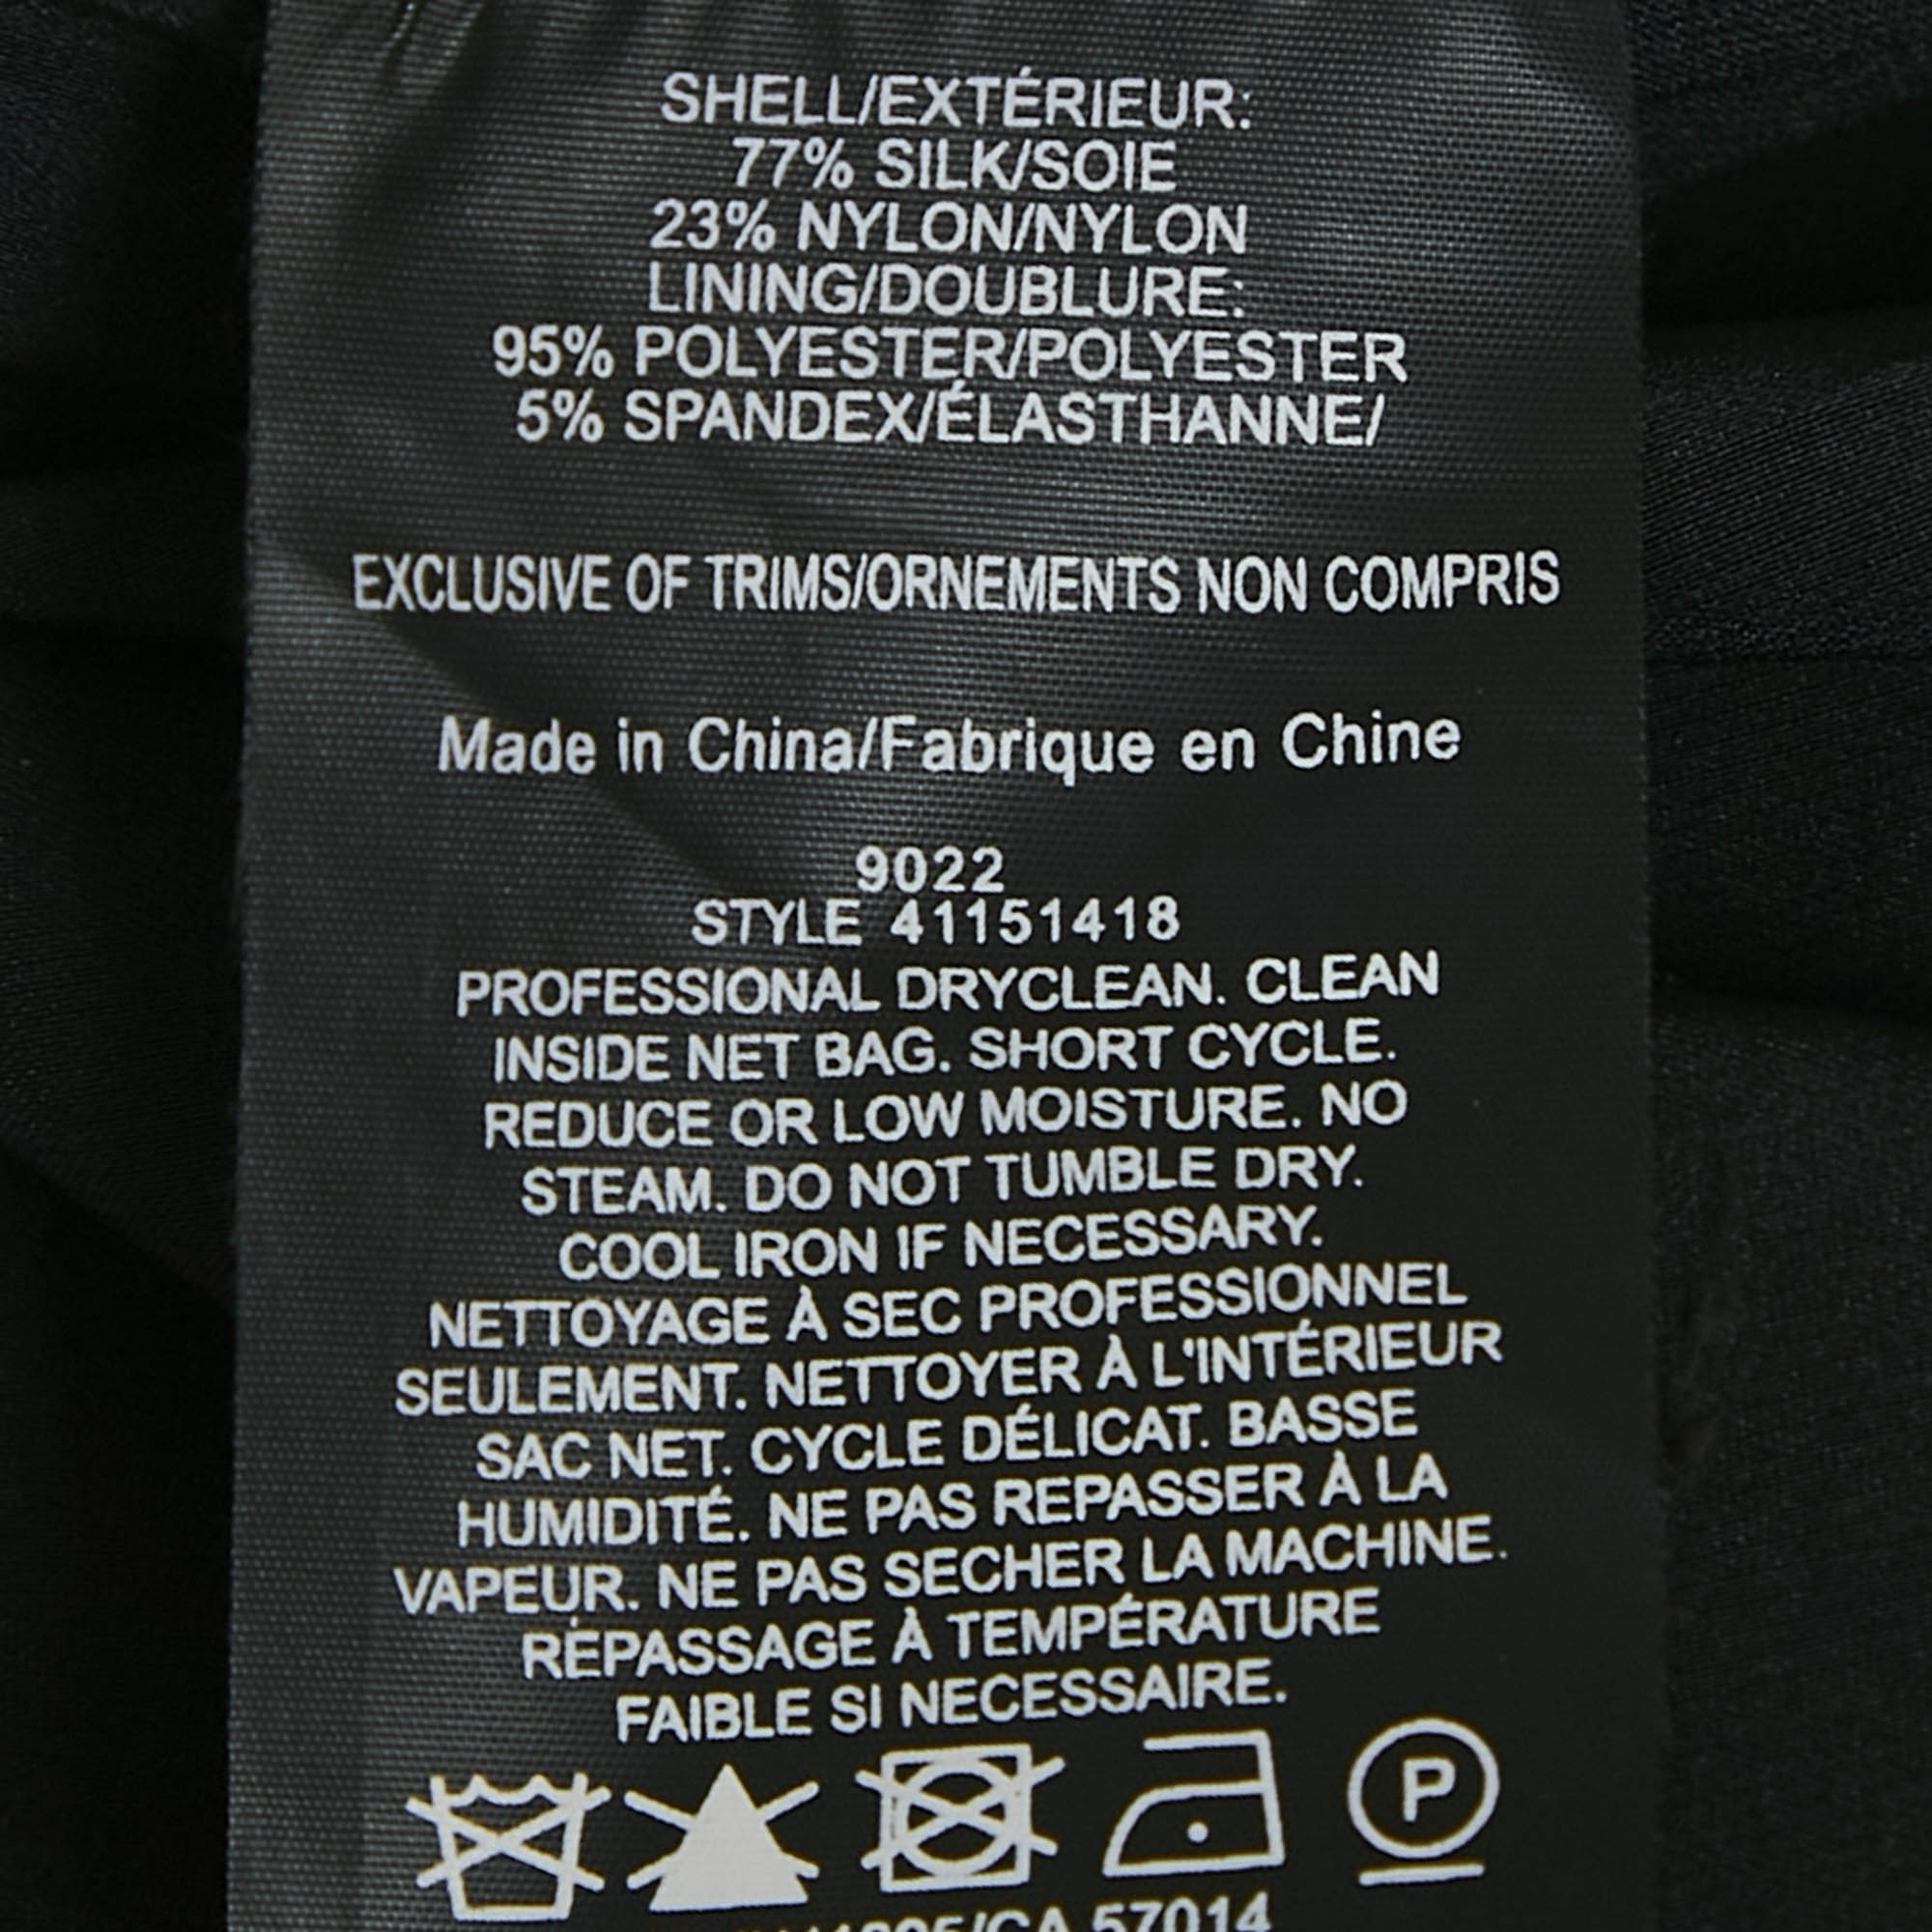 SHELL/EXTÉRIEUR:
77% SILK/SOIE
23% NYLON/NYLON
LINING/DOUBLURE:
95% POLYESTER/POLYESTER
5% SPANDEX/ÉLASTHANNE/
EXCLUSIVE OF TRIMS/ORNEMENTS NON COMPRIS
Made in China/Fabrique en Chine
9022
STYLE 41151418
PROFESSIONAL DRYCLEAN. CLEAN
INSIDE NET BAG. SHORT CYCLE.
REDUCE OR LOW MOISTURE. NO
STEAM. DO NOT TUMBLE DRY.
COOL IRON IF NECESSARY.
NETTOYAGE À SEC PROFESSIONNEL
SEULEMENT. NETTOYER À L'INTÉRIEUR
SAC NET. CYCLE DÉLICAT. BASSE
HUMIDITÉ. NE PAS REPASSER À LA
VAPEUR. NE PAS SECHER LA MACHINE.
RÉPASSAGE À TEMPÉRATURE
FAIBLE SI NECESSAIRE.
P
57014